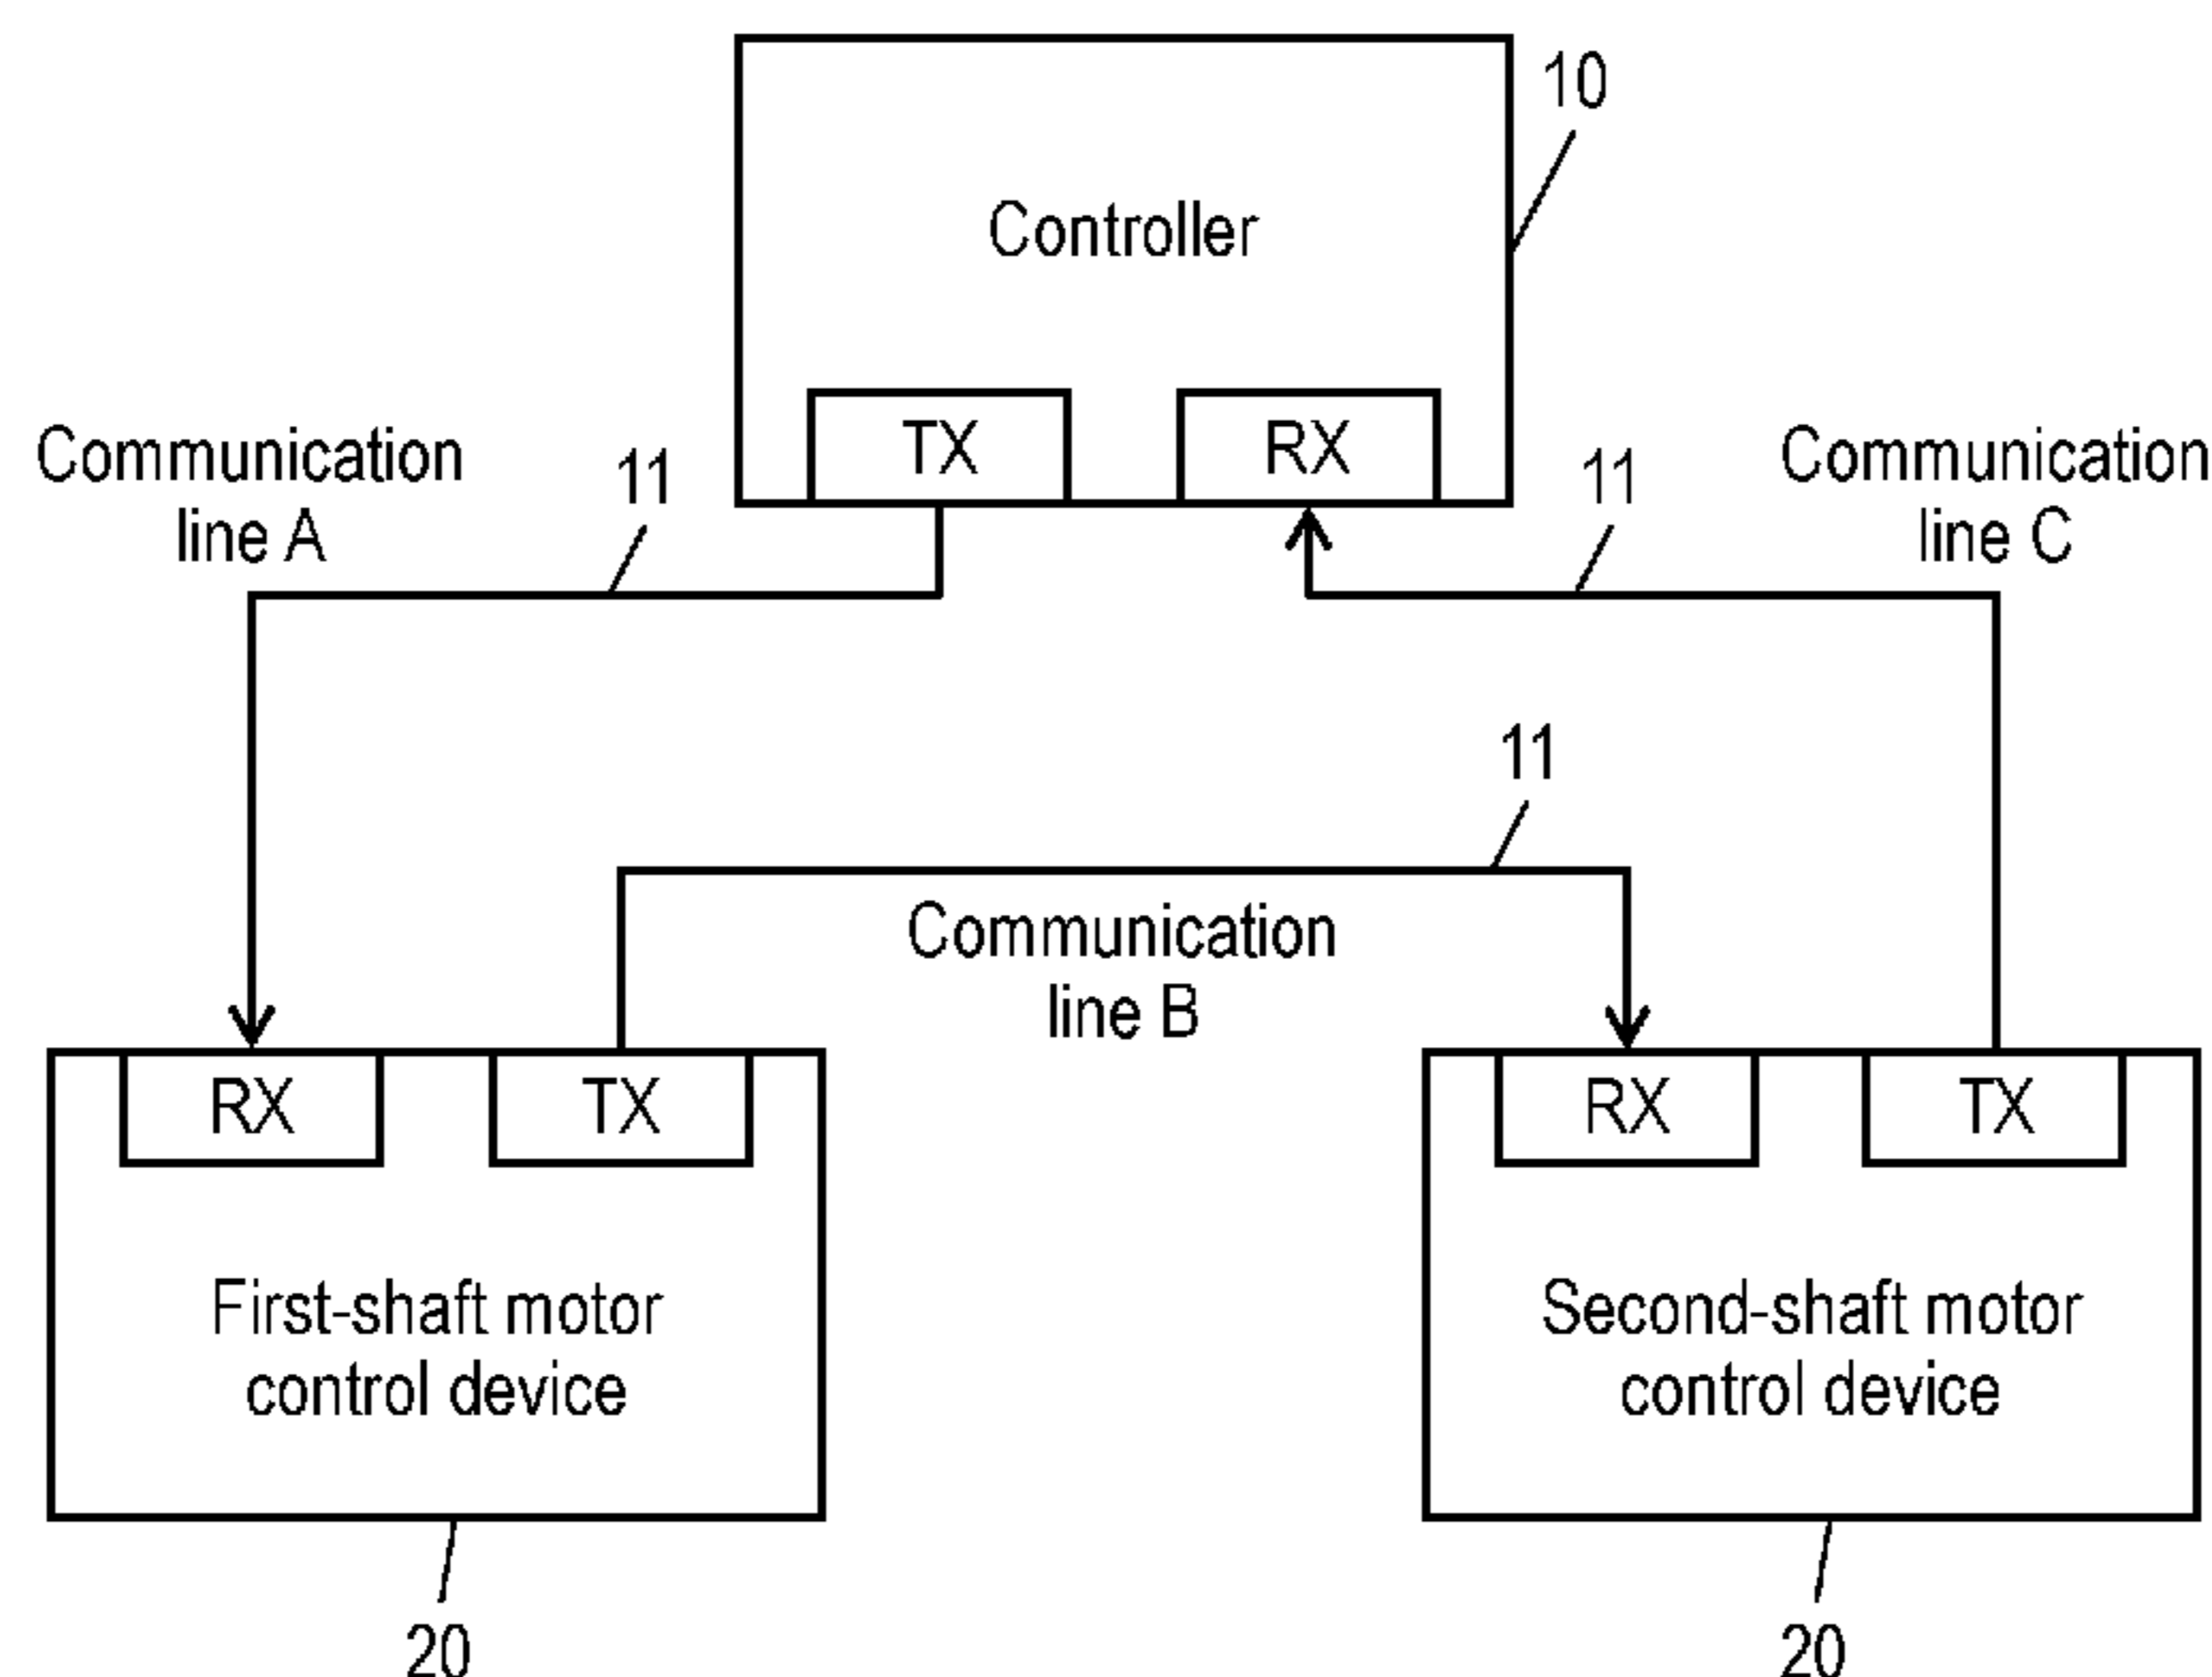 10
Controller
TX
RX
Communication
line A
11
11
Communication
line C
11
Communication
line B
RX
TX
RX
TX
First-shaft motor
control device
Second-shaft motor
control device
20
20